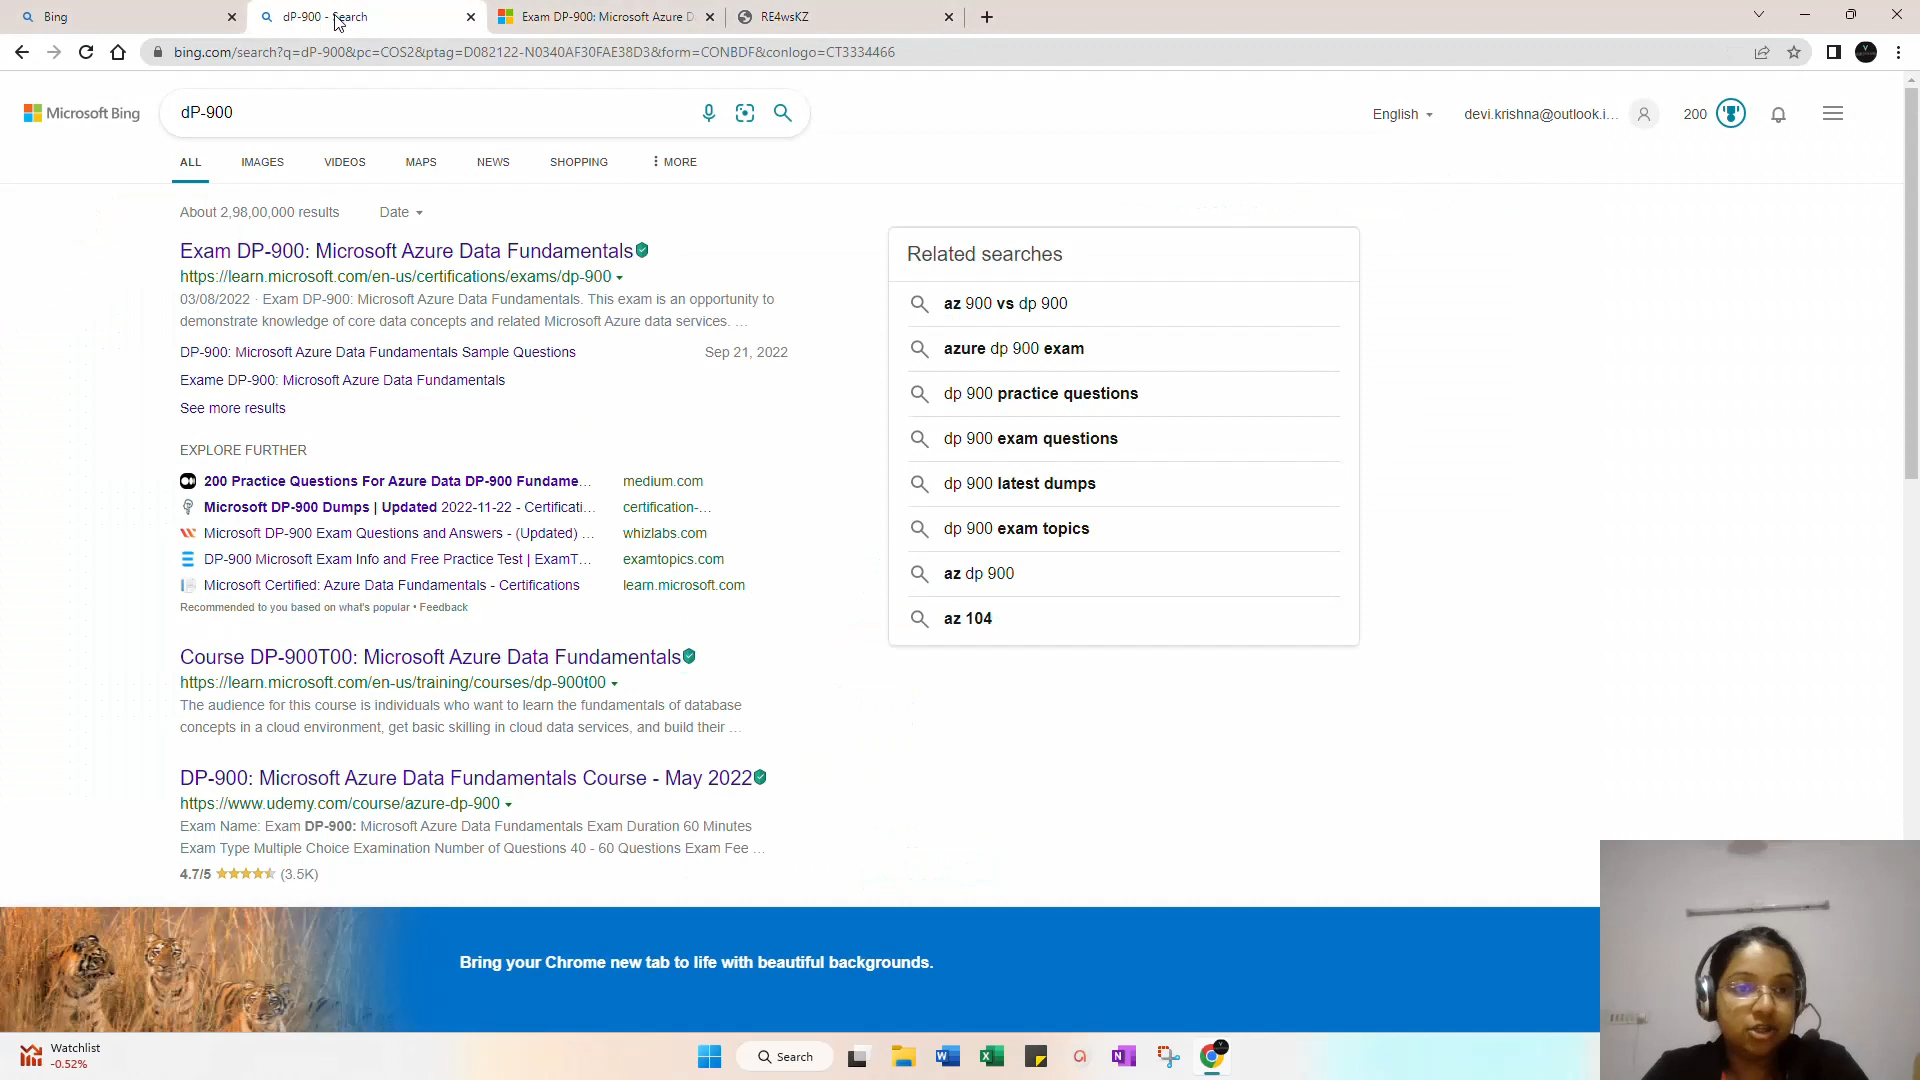 Bing
dP-900 - Search
Exam DP-900: Microsoft Azure D
RE4wsKZ
bing.com/search?q=dP-900&pc=COS2&ptag=D082122-N0340AF30FAE38D3&form=CONBDF&conlogo=CT3334466
Microsoft Bing
dP-900
English
devi.krishna@outlook.i...
200
ALL
IMAGES
VIDEOS
MAPS
NEWS
SHOPPING
MORE
About 2,98,00,000 results
Date
Exam DP-900: Microsoft Azure Data Fundamentals
https://learn.microsoft.com/en-us/certifications/exams/dp-900
03/08/2022 · Exam DP-900: Microsoft Azure Data Fundamentals. This exam is an opportunity to
demonstrate knowledge of core data concepts and related Microsoft Azure data services. ...
DP-900: Microsoft Azure Data Fundamentals Sample Questions
Sep 21, 2022
Exame DP-900: Microsoft Azure Data Fundamentals
See more results
EXPLORE FURTHER
200 Practice Questions For Azure Data DP-900 Fundame...
medium.com
Microsoft DP-900 Dumps | Updated 2022-11-22 - Certificati...
certification-...
Microsoft DP-900 Exam Questions and Answers - (Updated) ...
whizlabs.com
DP-900 Microsoft Exam Info and Free Practice Test | ExamT...
examtopics.com
Microsoft Certified: Azure Data Fundamentals - Certifications
learn.microsoft.com
Recommended to you based on what's popular • Feedback
Course DP-900T00: Microsoft Azure Data Fundamentals
https://learn.microsoft.com/en-us/training/courses/dp-900t00
The audience for this course is individuals who want to learn the fundamentals of database
concepts in a cloud environment, get basic skilling in cloud data services, and build their ...
DP-900: Microsoft Azure Data Fundamentals Course - May 2022
https://www.udemy.com/course/azure-dp-900
Exam Name: Exam DP-900: Microsoft Azure Data Fundamentals Exam Duration 60 Minutes
Exam Type Multiple Choice Examination Number of Questions 40 - 60 Questions Exam Fee ...
4.7/5
(3.5K)
Related searches
az 900 vs dp 900
azure dp 900 exam
dp 900 practice questions
dp 900 exam questions
dp 900 latest dumps
dp 900 exam topics
az dp 900
az 104
Bring your Chrome new tab to life with beautiful backgrounds.
Watchlist
-0.52%
Search